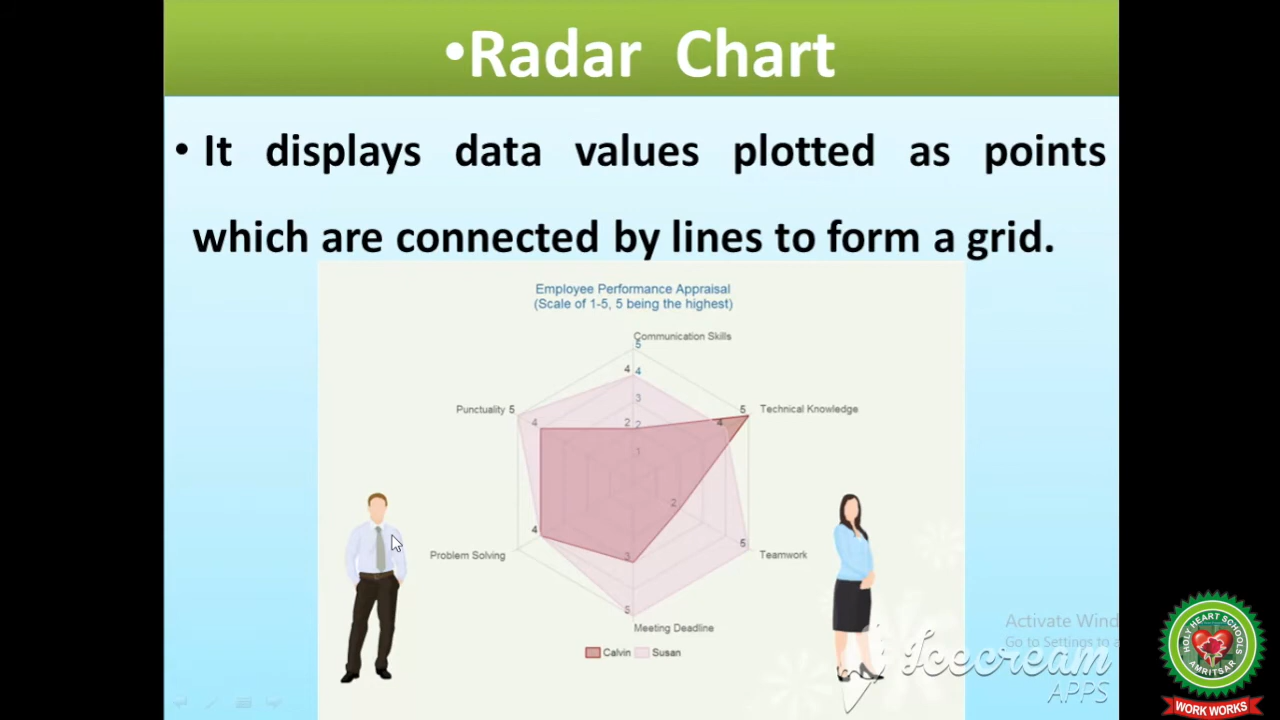 •Radar Chart
• It displays data values plotted as points
which are connected by lines to form a grid.
Employee Performance Appraisal
(Scale of 1-5, 5 being the highest)
Communication Skills
5
4 4
3
2 2
1
Punctuality 5
4
5 Technical Knowledge
4
2
4
Problem Solving
5
Teamwork
3
5
Meeting Deadline
Calvin Susan
Activate Wind
Go to Settings to a
Icecream
APPS
HOLY HEART SCHOOLS
AMRITSAR
WORK WORKS